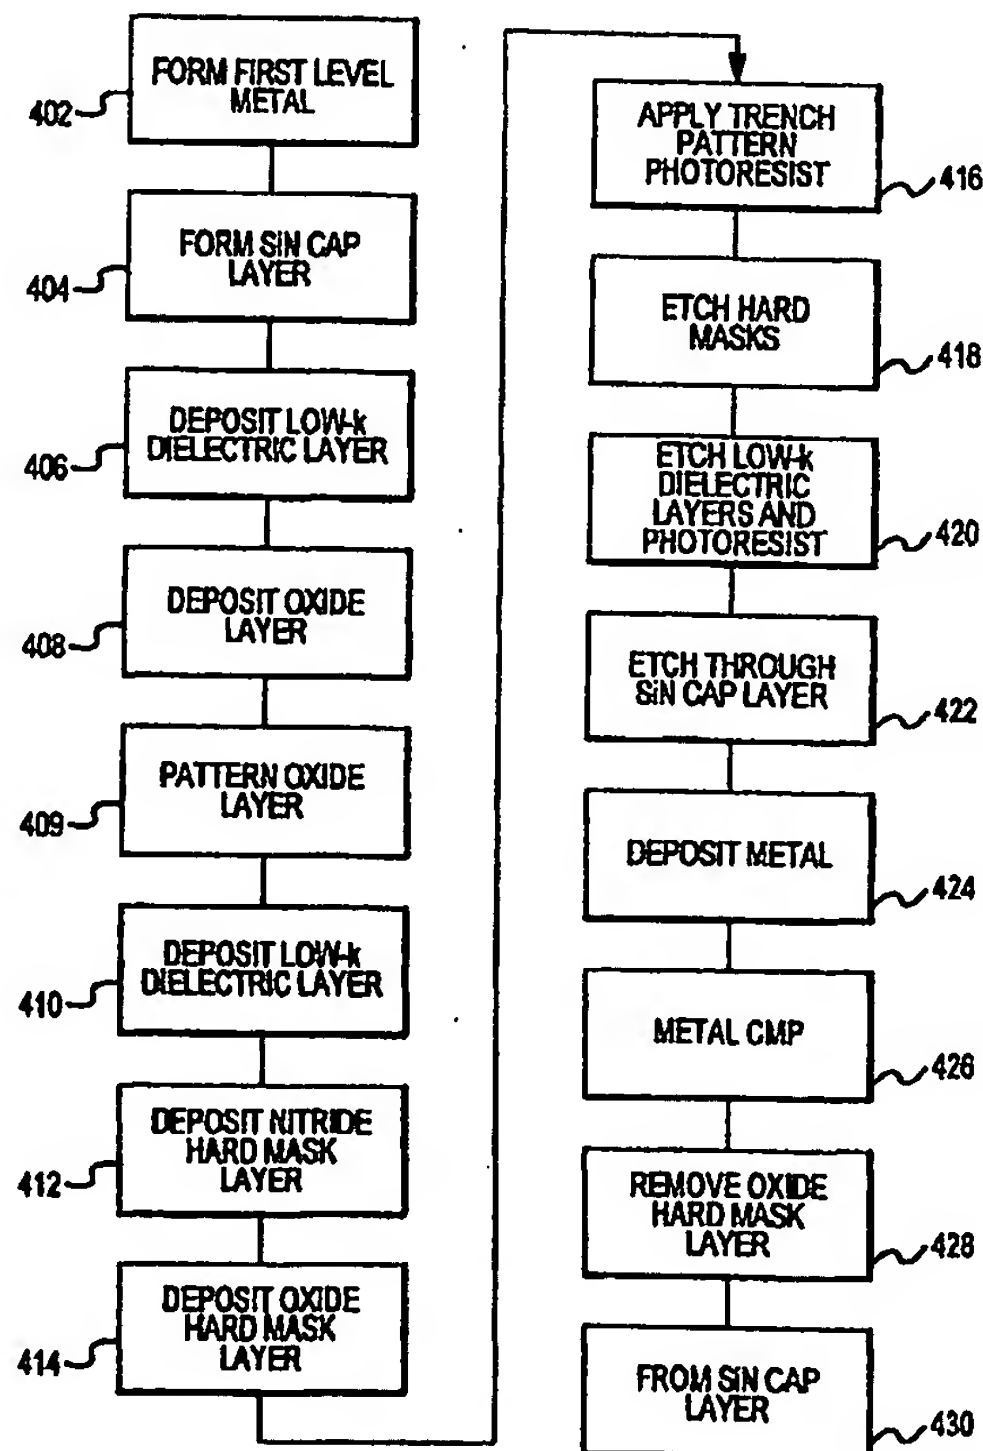 402
FORM FIRST LEVEL
METAL
404
FORM SiN CAP
LAYER
406
DEPOSIT LOW-k
DIELECTRIC LAYER
408
DEPOSIT OXIDE
LAYER
409
PATTERN OXIDE
LAYER
410
DEPOSIT LOW-k
DIELECTRIC LAYER
412
DEPOSIT NITRIDE
HARD MASK
LAYER
414
DEPOSIT OXIDE
HARD MASK
LAYER
APPLY TRENCH
PATTERN
PHOTORESIST
416
ETCH HARD
MASKS
418
ETCH LOW-k
DIELECTRIC
LAYERS AND
PHOTORESIST
420
ETCH THROUGH
SiN CAP LAYER
422
DEPOSIT METAL
424
METAL CMP
426
REMOVE OXIDE
HARD MASK
LAYER
428
FROM SiN CAP
LAYER
430